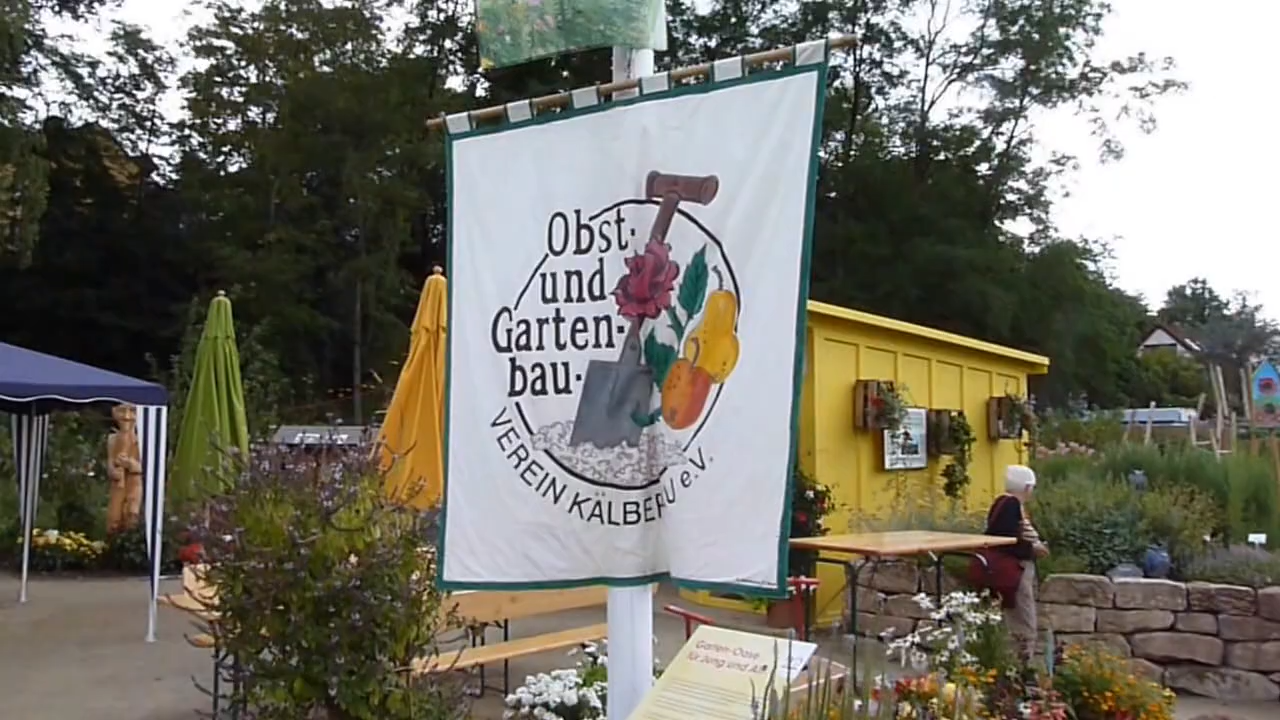 Obst-
und
Garten-
bau-
VEREIN KÄLBERAU e.V.
Garten-Oase
für Jung und Alt